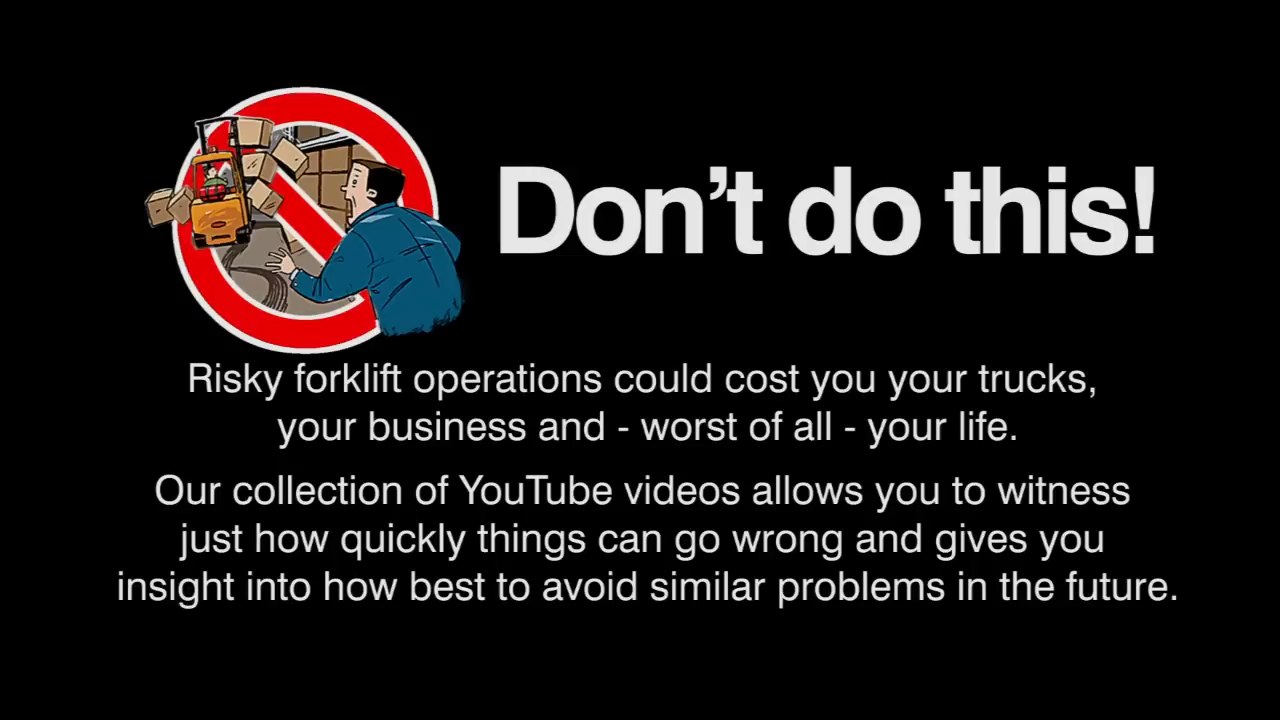 Don’t do this!
Risky forklift operations could cost you your trucks,
your business and - worst of all - your life.
Our collection of YouTube videos allows you to witness
just how quickly things can go wrong and gives you
insight into how best to avoid similar problems in the future.